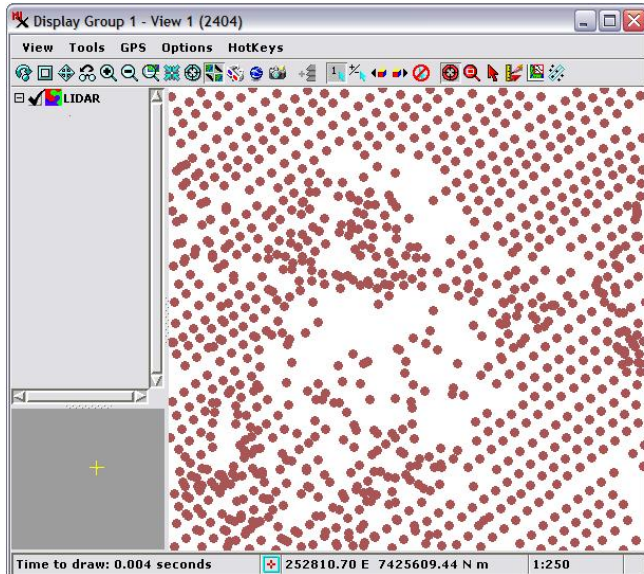 Display Group 1 - View 1 (2404)
View Tools GPS Options HotKeys
LIDAR
Time to draw: 0.004 seconds 252810.70 E 7425609.44 N m 1:250